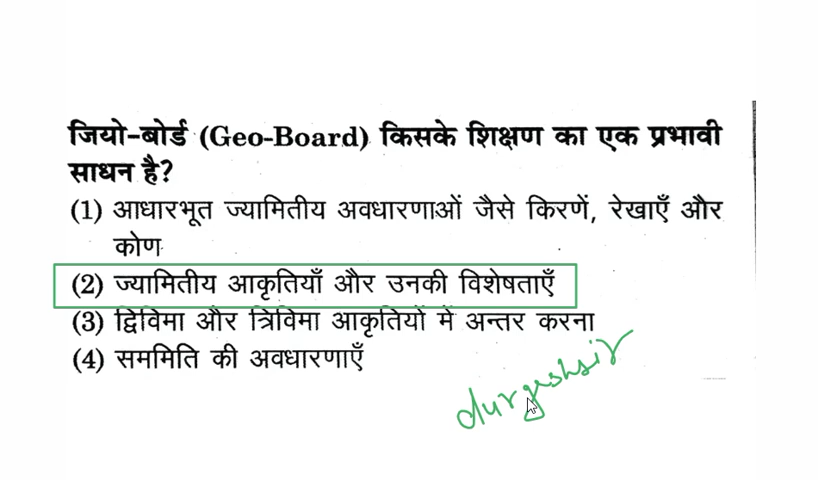 जियो-बोर्ड (Geo-Board) किसके शिक्षण का एक प्रभावी
साधन है?
(1) आधारभूत ज्यामितीय अवधारणाओं जैसे किरणें, रेखाएँ और
कोण
(2) ज्यामितीय आकृतियाँ और उनकी विशेषताएँ
(3) द्विविमा और त्रिविमा आकृतियों में अन्तर करना
(4) सममिति की अवधारणाएँ
durgeshsir